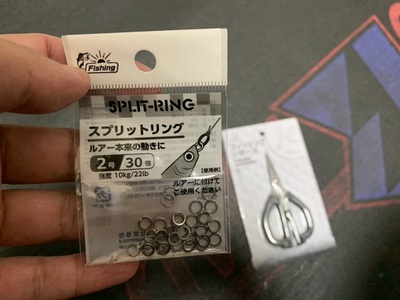 Fishing
SPLIT-RING
スプリットリング
ルアー本来の動きに
2号 30個
強度 10kg/22lb
【使用例】
ルアーに付けて
ご使用ください